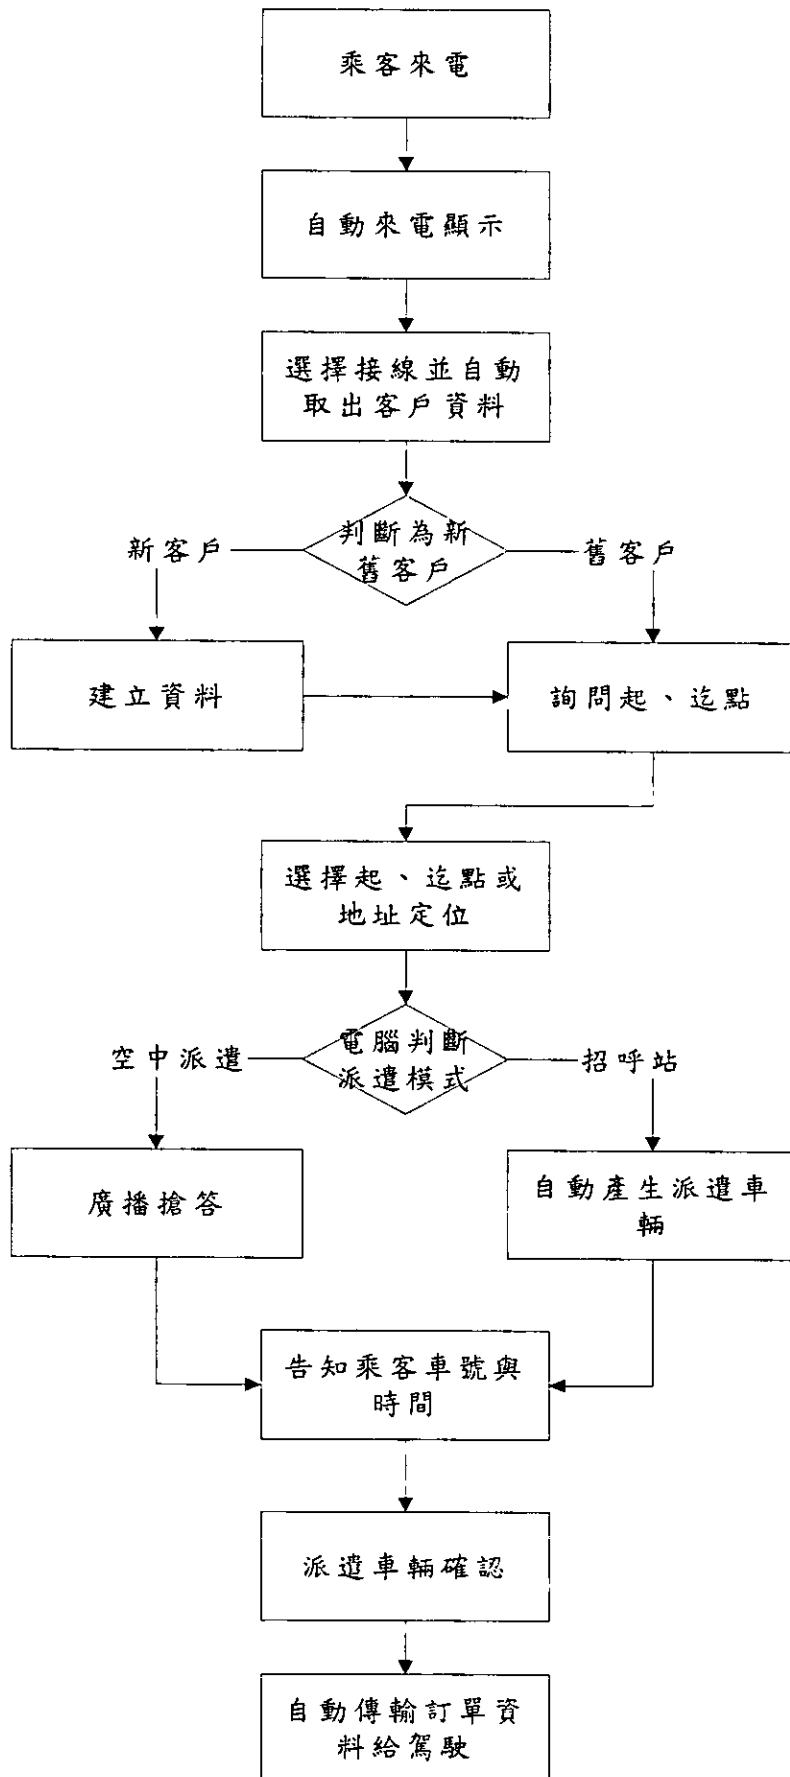 乘客來電
自動來電顯示
選擇接線並自動
取出客戶資料
判斷為新
舊客戶
新客戶
舊客戶
建立資料
詢問起、迄點
選擇起、迄點或
地址定位
電腦判斷
派遣模式
空中派遣
招呼站
廣播搶答
自動產生派遣車
輛
告知乘客車號與
時間
派遣車輛確認
自動傳輸訂單資
料給駕駛